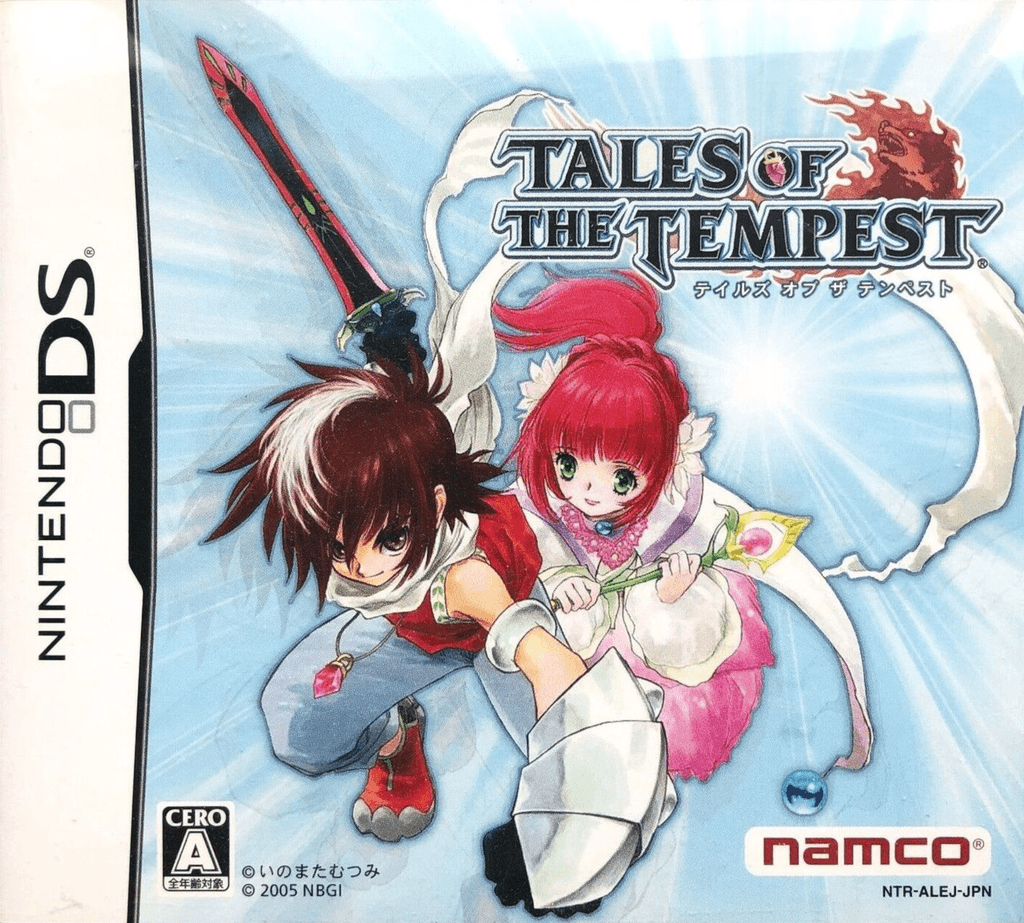 NINTENDO DS®
TALES OF
THE TEMPEST®
テイルズ オブ ザ テンペスト
CERO
A
全年齢対象
©いのまたむつみ
© 2005 NBGI
namco®
NTR-ALEJ-JPN